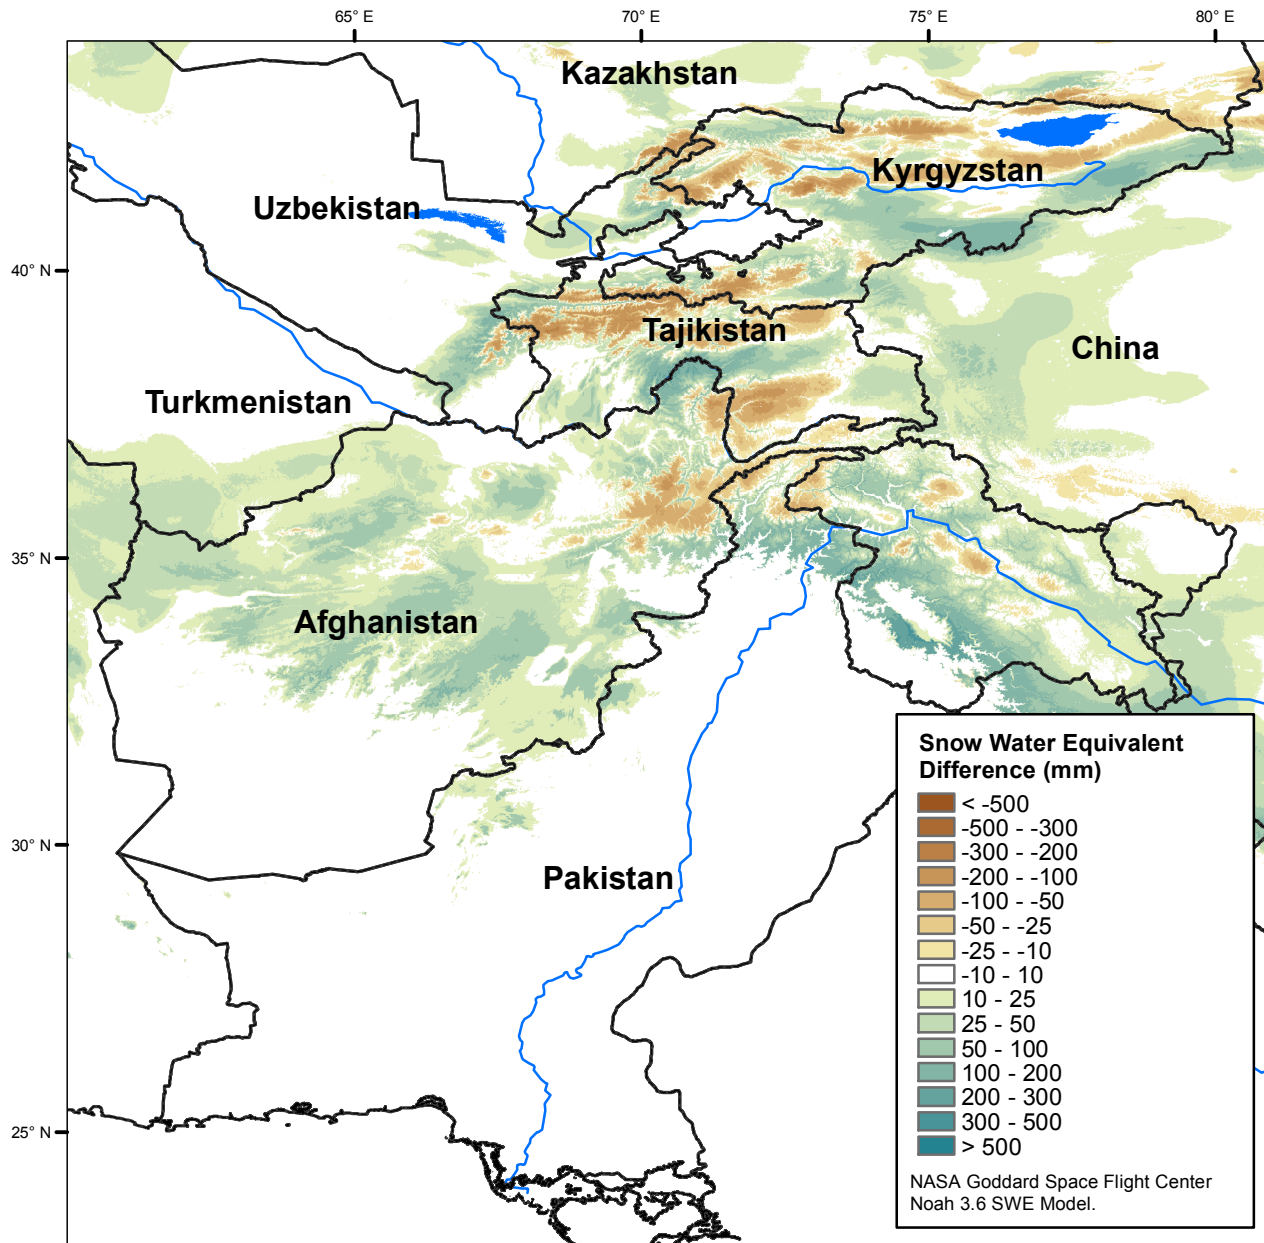 65° E
70° E
75° E
80° E
Kazakhstan
Kyrgyzstan
Uzbekistan
40° N
Tajikistan
China
Turkmenistan
35° N
Afghanistan
30° N
Pakistan
25° N
Snow Water Equivalent
Difference (mm)
< -500
-500 - -300
-300 - -200
-200 - -100
-100 - -50
-50 - -25
-25 - -10
-10 - 10
10 - 25
25 - 50
50 - 100
100 - 200
200 - 300
300 - 500
> 500
NASA Goddard Space Flight Center
Noah 3.6 SWE Model.